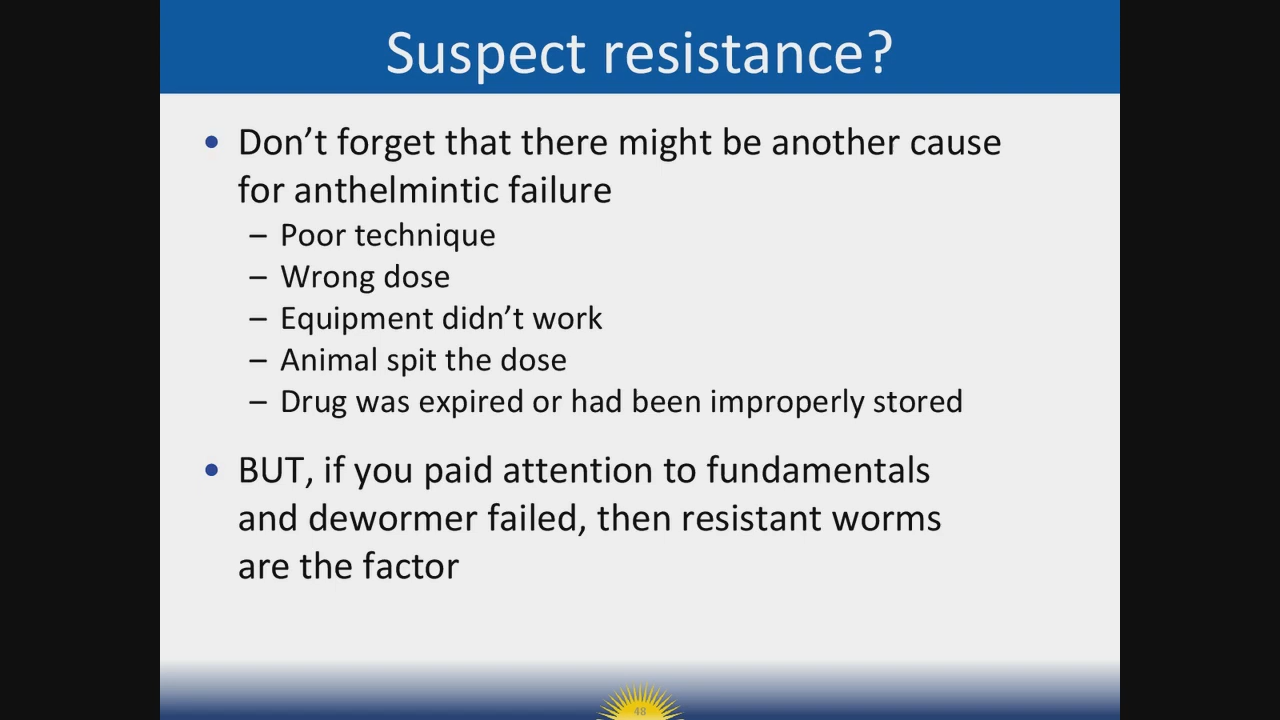 Suspect resistance?
• Don’t forget that there might be another cause
for anthelmintic failure
– Poor technique
– Wrong dose
– Equipment didn’t work
– Animal spit the dose
– Drug was expired or had been improperly stored
• BUT, if you paid attention to fundamentals
and dewormer failed, then resistant worms
are the factor
48